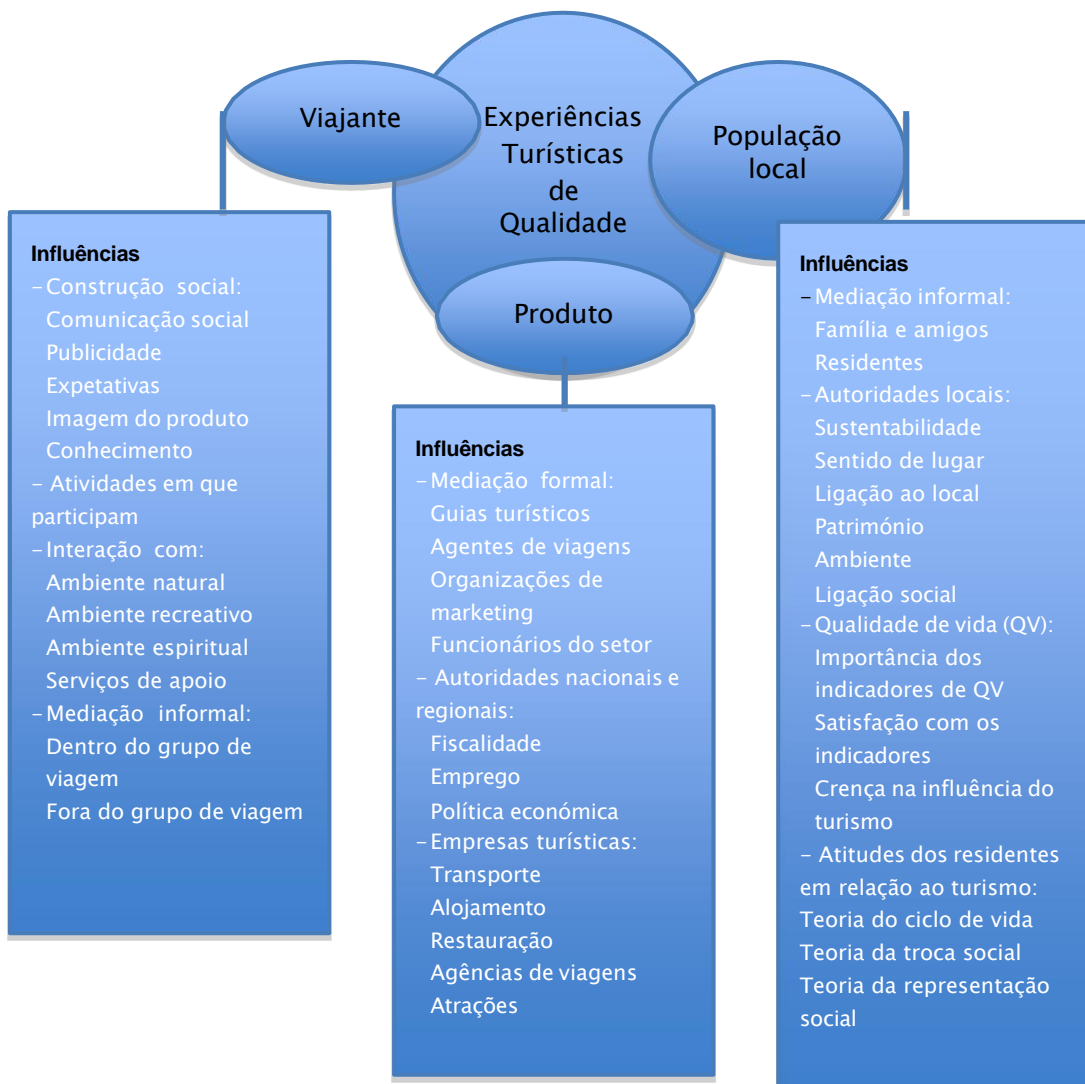 Viajante
Experiências
Turísticas
de
Qualidade
População
local
Produto
Influências
– Construção social:
Comunicação social
Publicidade
Expetativas
Imagem do produto
Conhecimento
– Atividades em que
participam
– Interação com:
Ambiente natural
Ambiente recreativo
Ambiente espiritual
Serviços de apoio
– Mediação informal:
Dentro do grupo de
viagem
Fora do grupo de viagem
Influências
– Mediação formal:
Guias turísticos
Agentes de viagens
Organizações de
marketing
Funcionários do setor
– Autoridades nacionais e
regionais:
Fiscalidade
Emprego
Política económica
– Empresas turísticas:
Transporte
Alojamento
Restauração
Agências de viagens
Atrações
Influências
– Mediação informal:
Família e amigos
Residentes
– Autoridades locais:
Sustentabilidade
Sentido de lugar
Ligação ao local
Património
Ambiente
Ligação social
– Qualidade de vida (QV):
Importância dos
indicadores de QV
Satisfação com os
indicadores
Crença na influência do
turismo
– Atitudes dos residentes
em relação ao turismo:
Teoria do ciclo de vida
Teoria da troca social
Teoria da representação
social